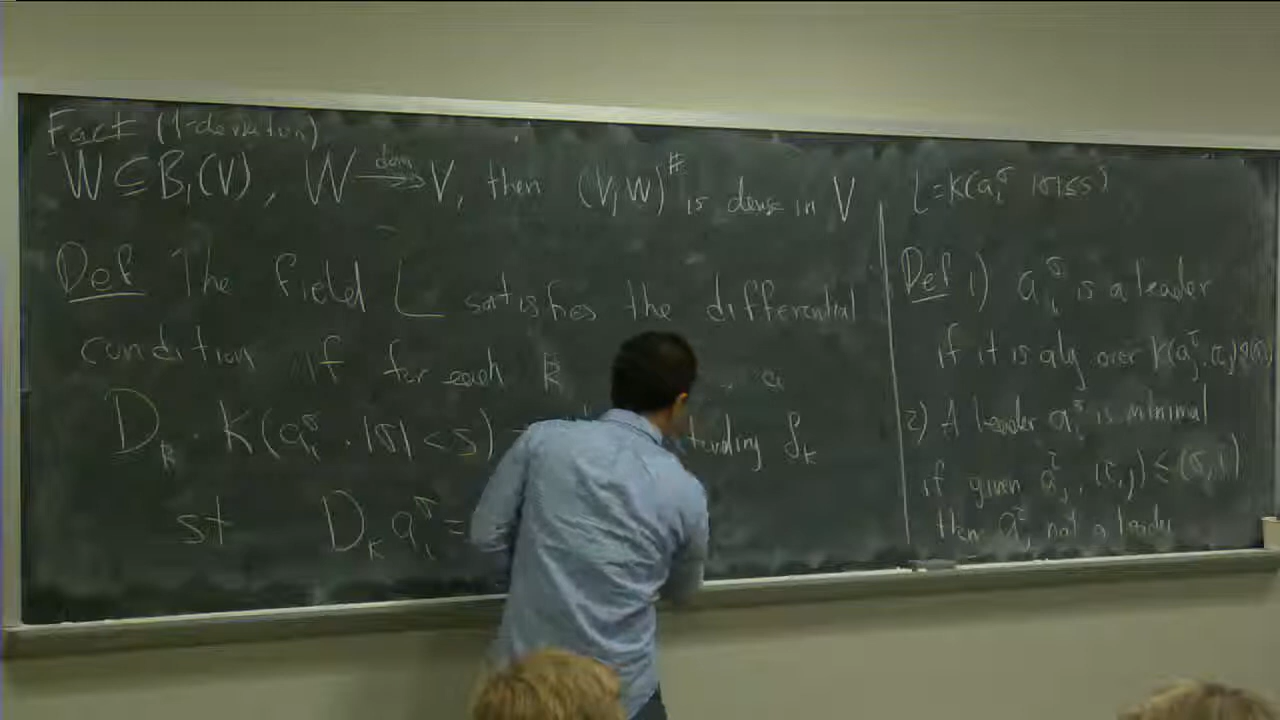 Fact (1-derivation)
W ⊆ B₁(V), W →dom V, then (V,W)^# is dense in V
Def The field L satisfies the differential
condition if for each k , a
D_k : K(a_i^σ : |σ| < s) tending δ_k
st D_k a_i^σ =
L = K(a_i^σ |σ|≤s)
Def 1) a_i^σ is a leader
if it is alg over K(a_j^τ,
2) A leader a_i^σ is minimal
if given a_j^τ, (τ,j) ≤ (σ,i)
then a_j^τ not a leader